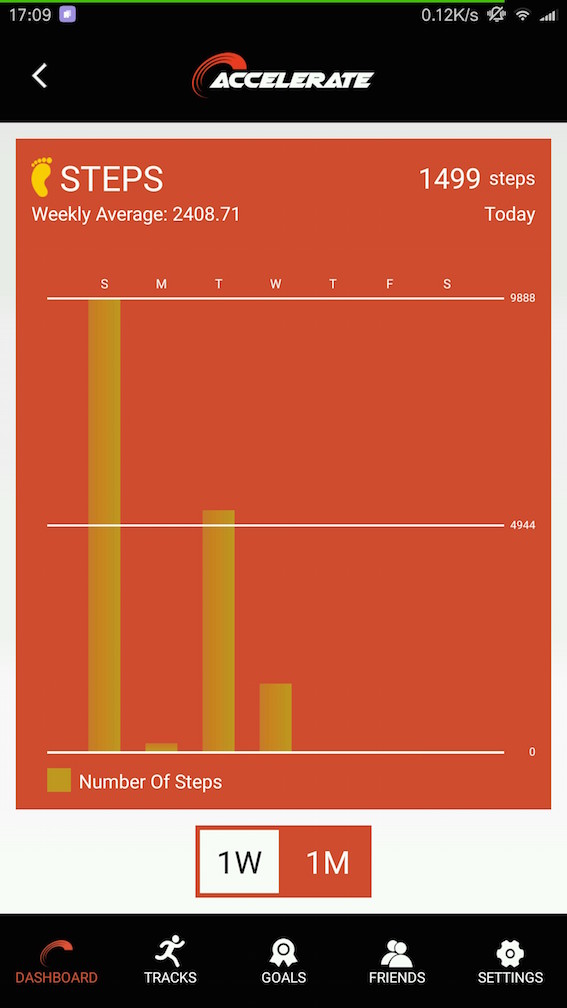 17:09 0.12K/s
ACCELERATE
STEPS 1499 steps
Weekly Average: 2408.71 Today
S M T W T F S
9888
4944
0
Number Of Steps
1W 1M
DASHBOARD TRACKS GOALS FRIENDS SETTINGS